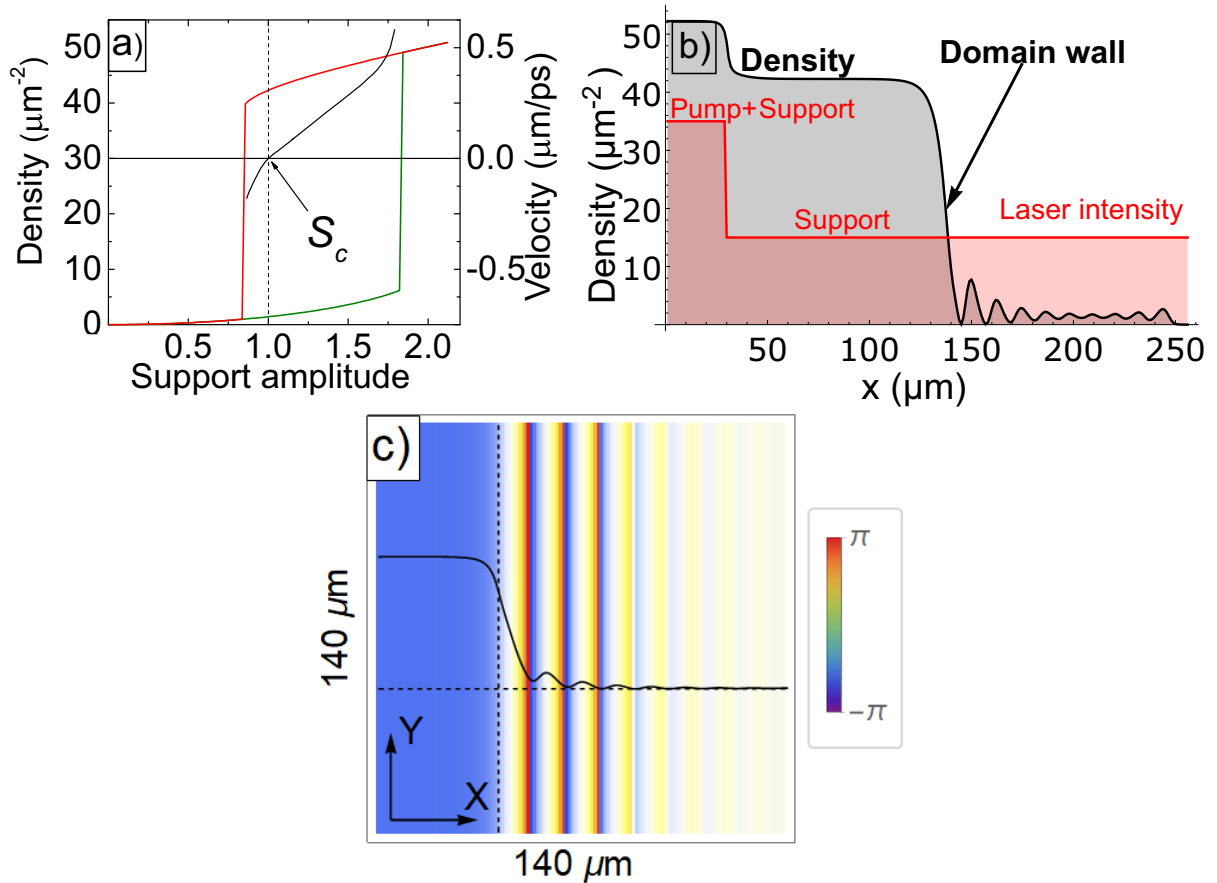 a)
Density (μm⁻²)
50
40
30
20
10
0
0.5
1.0
1.5
2.0
Support amplitude
0.5
0.0
-0.5
Velocity (μm/ps)
S_c
b)
Density (μm⁻²)
50
40
30
20
10
0
50
100
150
200
250
x (μm)
Density
Domain wall
Pump+Support
Support
Laser intensity
c)
140 μm
Y
X
140 μm
π
−π